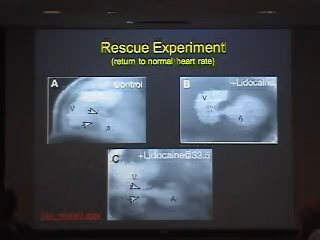 Rescue Experiment
(return to normal heart rate)
A
Control
V
A
B
+Lidocaine
V
A
C
+Lidocaine@33.5
V
A